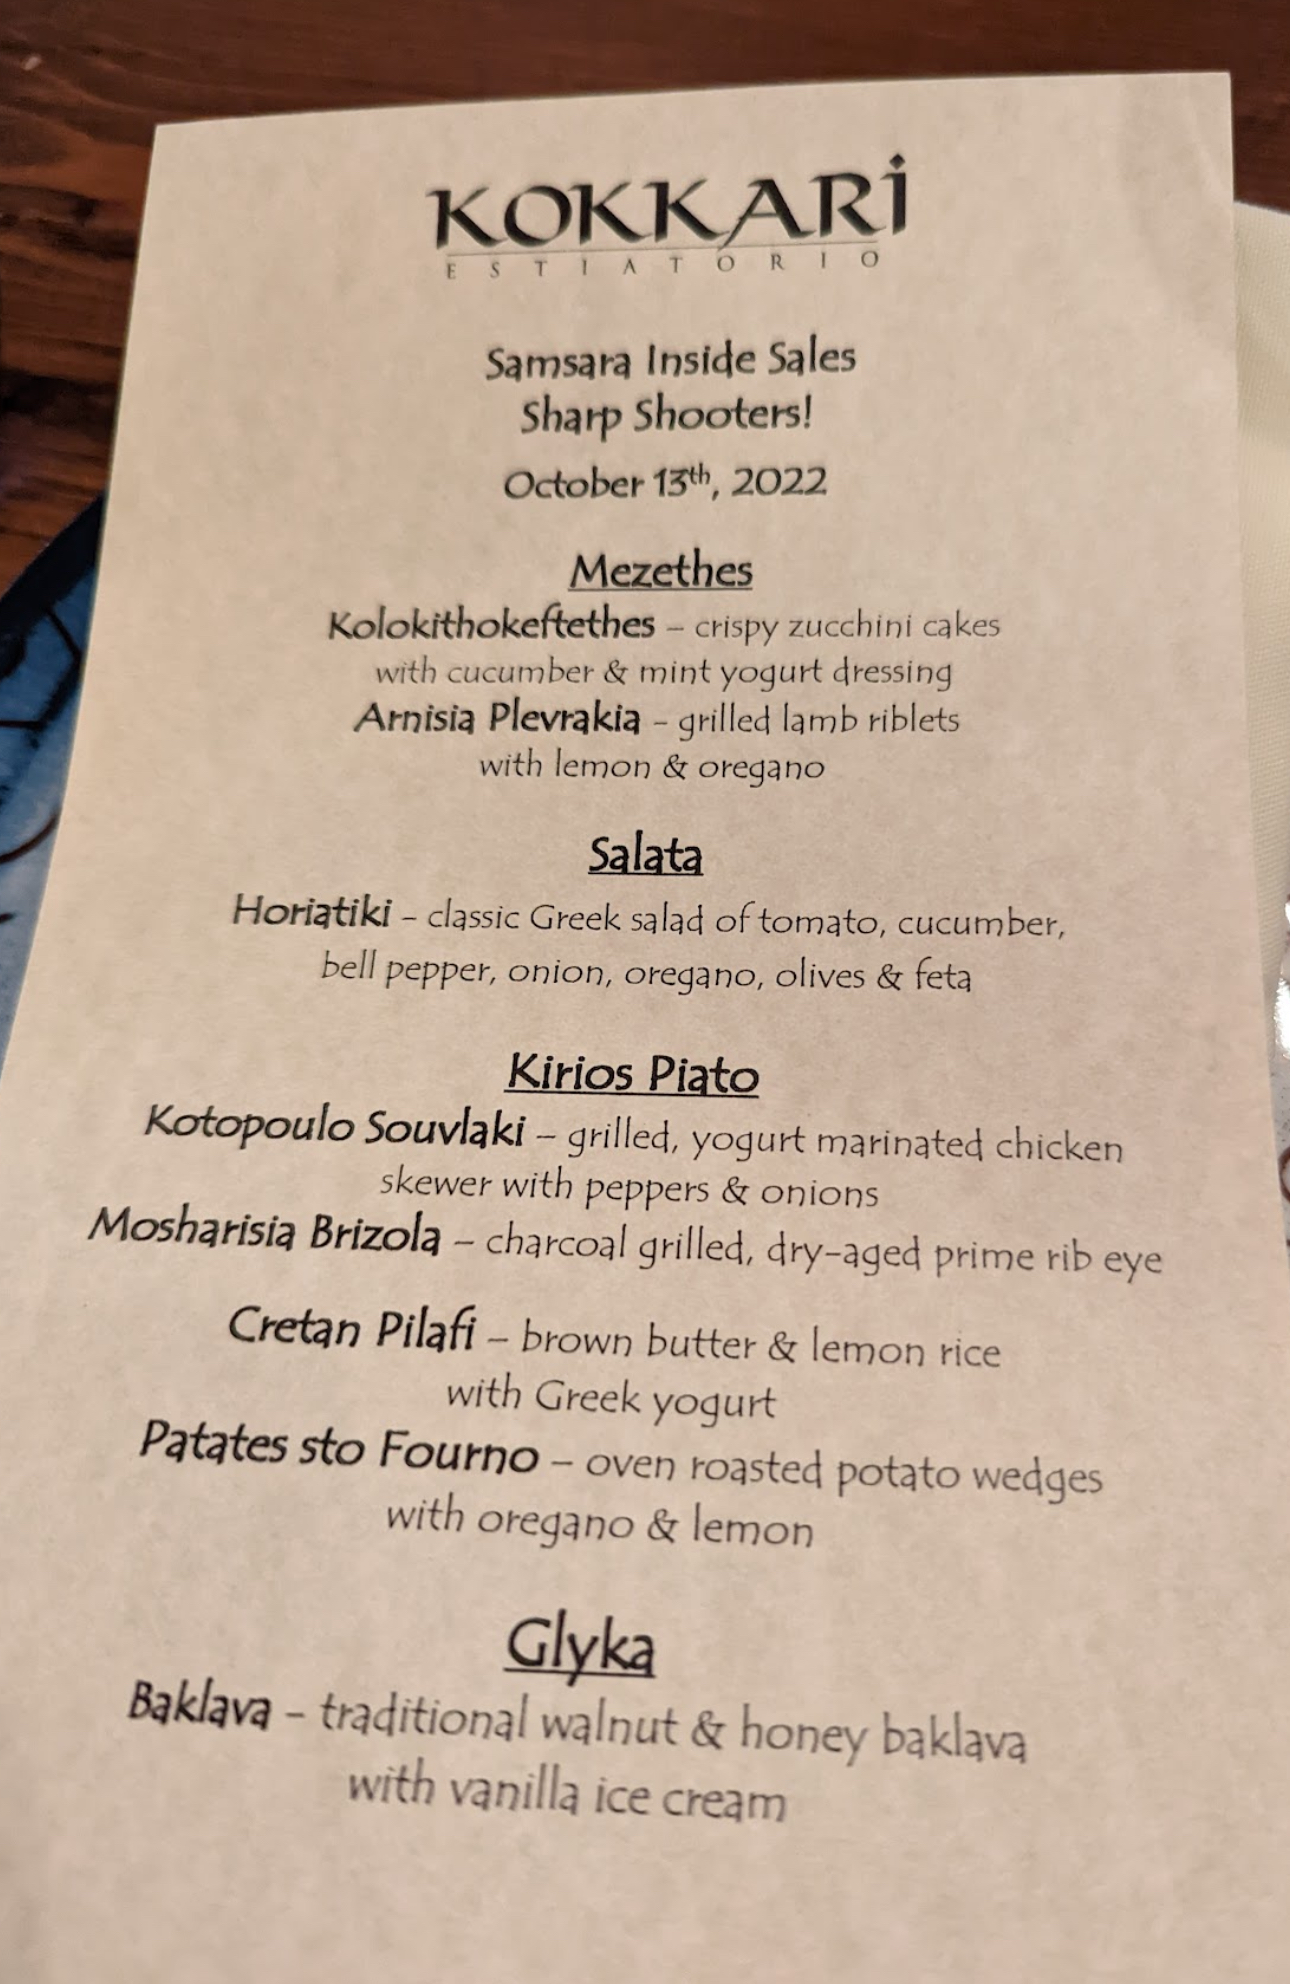 KOKKARi
ESTIATORIO
Samsara Inside Sales
Sharp Shooters!
October 13th, 2022
Mezethes
Kolokithokeftethes – crispy zucchini cakes
with cucumber & mint yogurt dressing
Arnisia Plevrakia – grilled lamb riblets
with lemon & oregano
Salata
Horiatiki – classic Greek salad of tomato, cucumber,
bell pepper, onion, oregano, olives & feta
Kirios Piato
Kotopoulo Souvlaki – grilled, yogurt marinated chicken
skewer with peppers & onions
Mosharisia Brizola – charcoal grilled, dry-aged prime rib eye
Cretan Pilafi – brown butter & lemon rice
with Greek yogurt
Patates sto Fourno – oven roasted potato wedges
with oregano & lemon
Glyka
Baklava – traditional walnut & honey baklava
with vanilla ice cream